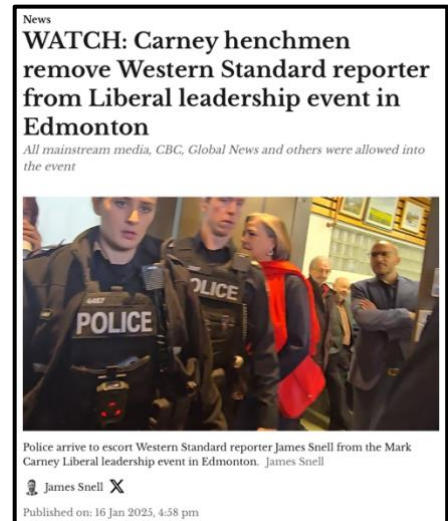 News
WATCH: Carney henchmen
remove Western Standard reporter
from Liberal leadership event in
Edmonton
All mainstream media, CBC, Global News and others were allowed into
the event
4467
POLICE
POLICE
Police arrive to escort Western Standard reporter James Snell from the Mark
Carney Liberal leadership event in Edmonton. James Snell
James Snell X
Published on: 16 Jan 2025, 4:58 pm